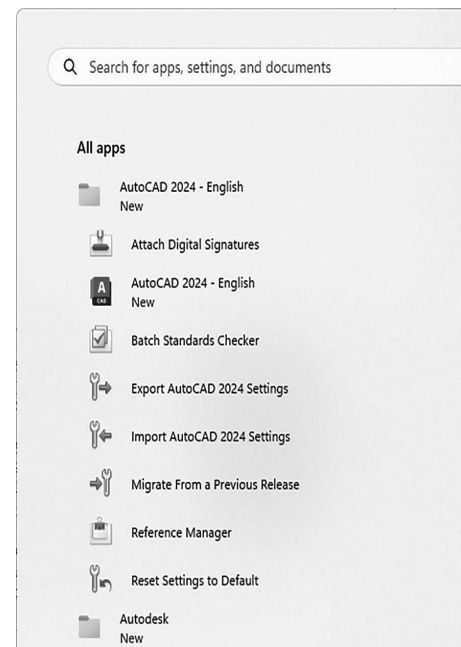 Search for apps, settings, and documents
All apps
AutoCAD 2024 - English
New
Attach Digital Signatures
A
CAD
AutoCAD 2024 - English
New
Batch Standards Checker
Export AutoCAD 2024 Settings
Import AutoCAD 2024 Settings
Migrate From a Previous Release
Reference Manager
Reset Settings to Default
Autodesk
New